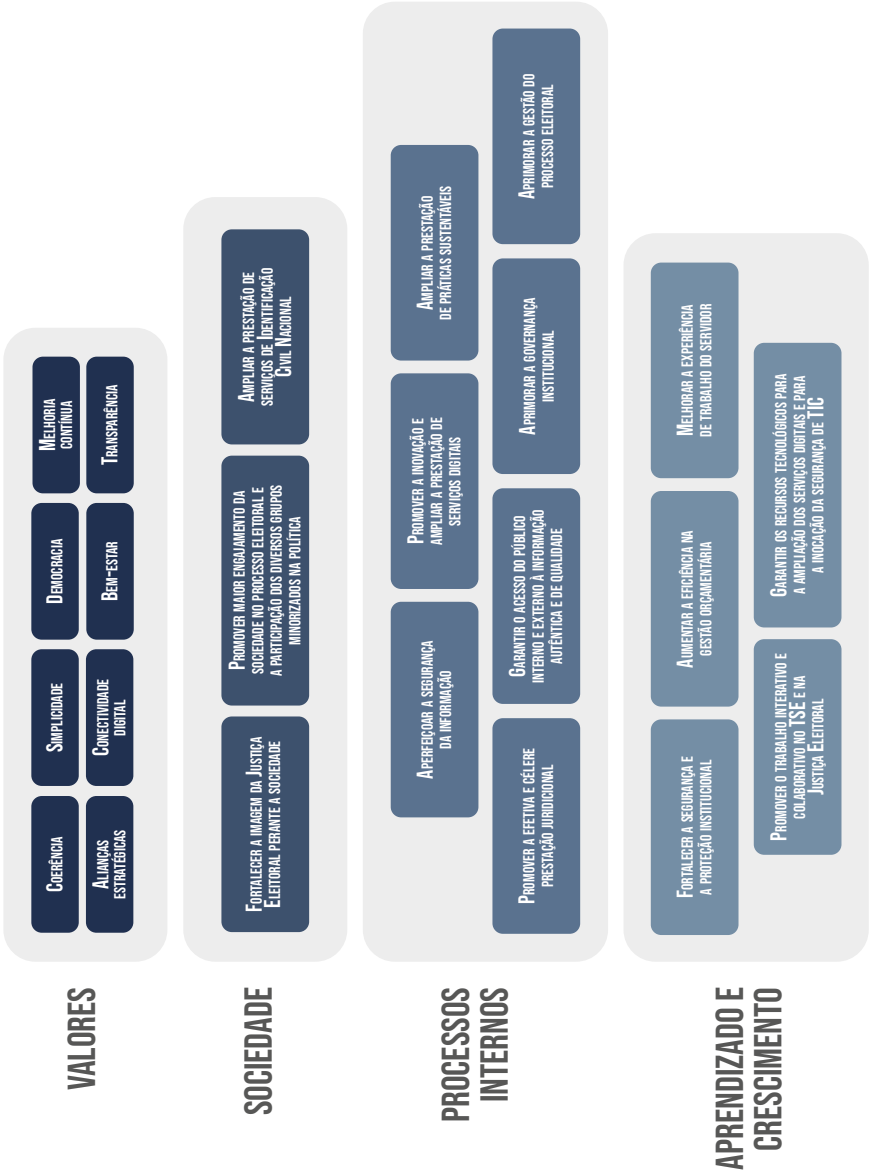 VALORES
COERÊNCIA
SIMPLICIDADE
DEMOCRACIA
MELHORIA
CONTÍNUA
ALIANÇAS
ESTRATÉGICAS
CONECTIVIDADE
DIGITAL
BEM-ESTAR
TRANSPARÊNCIA
SOCIEDADE
FORTALECER A IMAGEM DA JUSTIÇA
ELEITORAL PERANTE A SOCIEDADE
PROMOVER MAIOR ENGAJAMENTO DA
SOCIEDADE NO PROCESSO ELEITORAL E
A PARTICIPAÇÃO DOS DIVERSOS GRUPOS
MINORIZADOS NA POLÍTICA
AMPLIAR A PRESTAÇÃO DE
SERVIÇOS DE IDENTIFICAÇÃO
CIVIL NACIONAL
PROCESSOS
INTERNOS
APERFEIÇOAR A SEGURANÇA
DA INFORMAÇÃO
PROMOVER A INOVAÇÃO E
AMPLIAR A PRESTAÇÃO DE
SERVIÇOS DIGITAIS
AMPLIAR A PRESTAÇÃO
DE PRÁTICAS SUSTENTÁVEIS
PROMOVER A EFETIVA E CÉLERE
PRESTAÇÃO JURIDICIONAL
GARANTIR O ACESSO DO PÚBLICO
INTERNO E EXTERNO À INFORMAÇÃO
AUTÊNTICA E DE QUALIDADE
APRIMORAR A GOVERNANÇA
INSTITUCIONAL
APRIMORAR A GESTÃO DO
PROCESSO ELEITORAL
APRENDIZADO E
CRESCIMENTO
FORTALECER A SEGURANÇA E
A PROTEÇÃO INSTITUCIONAL
AUMENTAR A EFICIÊNCIA NA
GESTÃO ORÇAMENTÁRIA
MELHORAR A EXPERIÊNCIA
DE TRABALHO DO SERVIDOR
PROMOVER O TRABALHO INTERATIVO E
COLABORATIVO NO TSE E NA
JUSTIÇA ELEITORAL
GARANTIR OS RECURSOS TECNOLÓGICOS PARA
A AMPLIAÇÃO DOS SERVIÇOS DIGITAIS E PARA
A INOCAÇÃO DA SEGURANÇA DE TIC